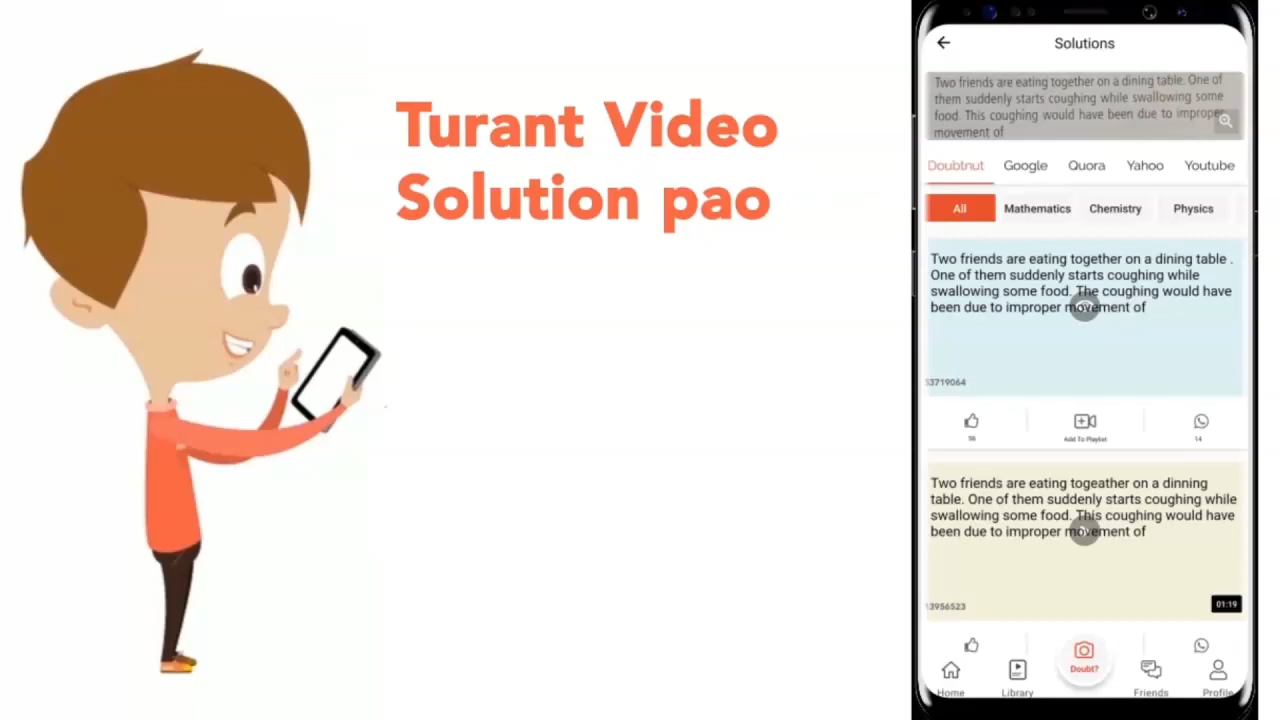 Turant Video
Solution pao
Solutions
Two friends are eating together on a dining table. One of
them suddenly starts coughing while swallowing some
food. This coughing would have been due to improper
movement of
Doubtnut Google Quora Yahoo Youtube
All Mathematics Chemistry Physics
Two friends are eating together on a dining table .
One of them suddenly starts coughing while
swallowing some food. The coughing would have
been due to improper movement of
53719064
56 Add To Playlist 14
Two friends are eating togeather on a dinning
table. One of them suddenly starts coughing while
swallowing some food. This coughing would have
been due to improper movement of
13956523 01:19
Doubt?
Home Library Friends Profile